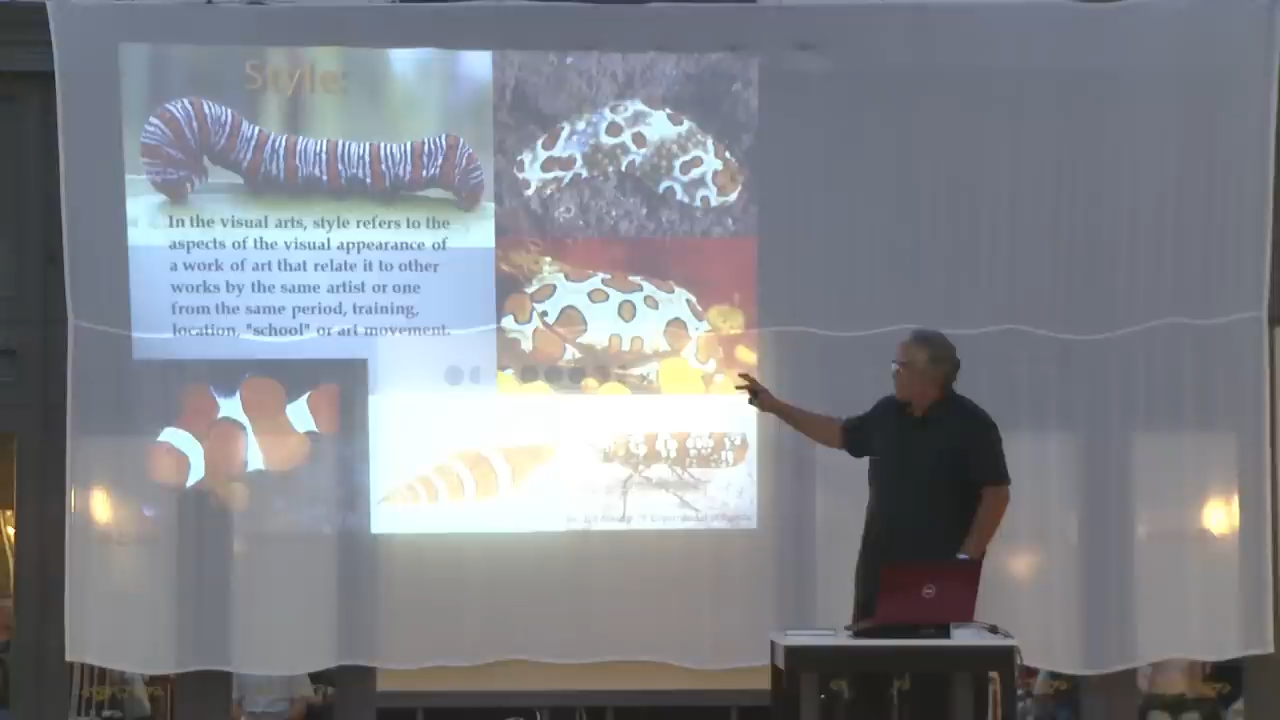 Style:
In the visual arts, style refers to the
aspects of the visual appearance of
a work of art that relate it to other
works by the same artist or one
from the same period, training,
location, "school" or art movement.